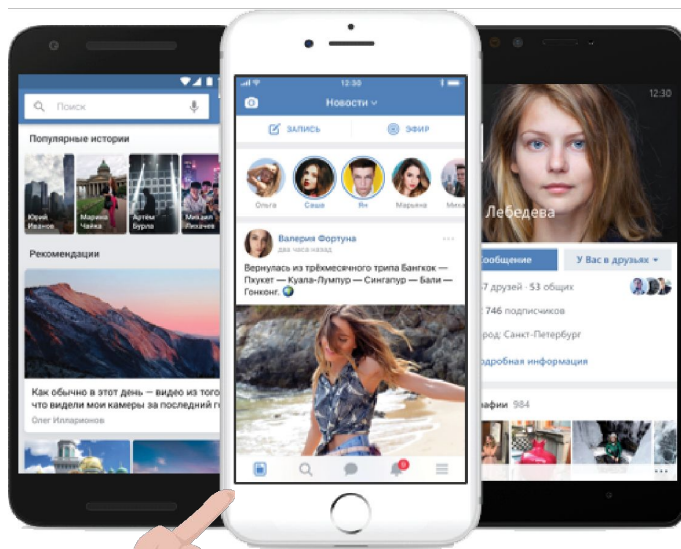 Поиск
Популярные истории
Юрий
Иванов
Марина
Чайка
Артём
Бурла
Михаил
Лихачев
Рекомендации
Как обычно в этот день — видео из того
что видели мои камеры за последний
Олег Илларионов
12:30
Новости
ЗАПИСЬ
ЭФИР
Ольга
Саша
Ян
Марьяна
Миха
Валерия Фортуна
два часа назад
Вернулась из трёхмесячного трипа Бангкок —
Пхукет — Куала-Лумпур — Сингапур — Бали —
Гонконг.
12:30
Лебедева
Сообщение
У Вас в друзьях
7 друзей · 53 общих
746 подписчиков
род: Санкт-Петербург
одробная информация
рафии 984